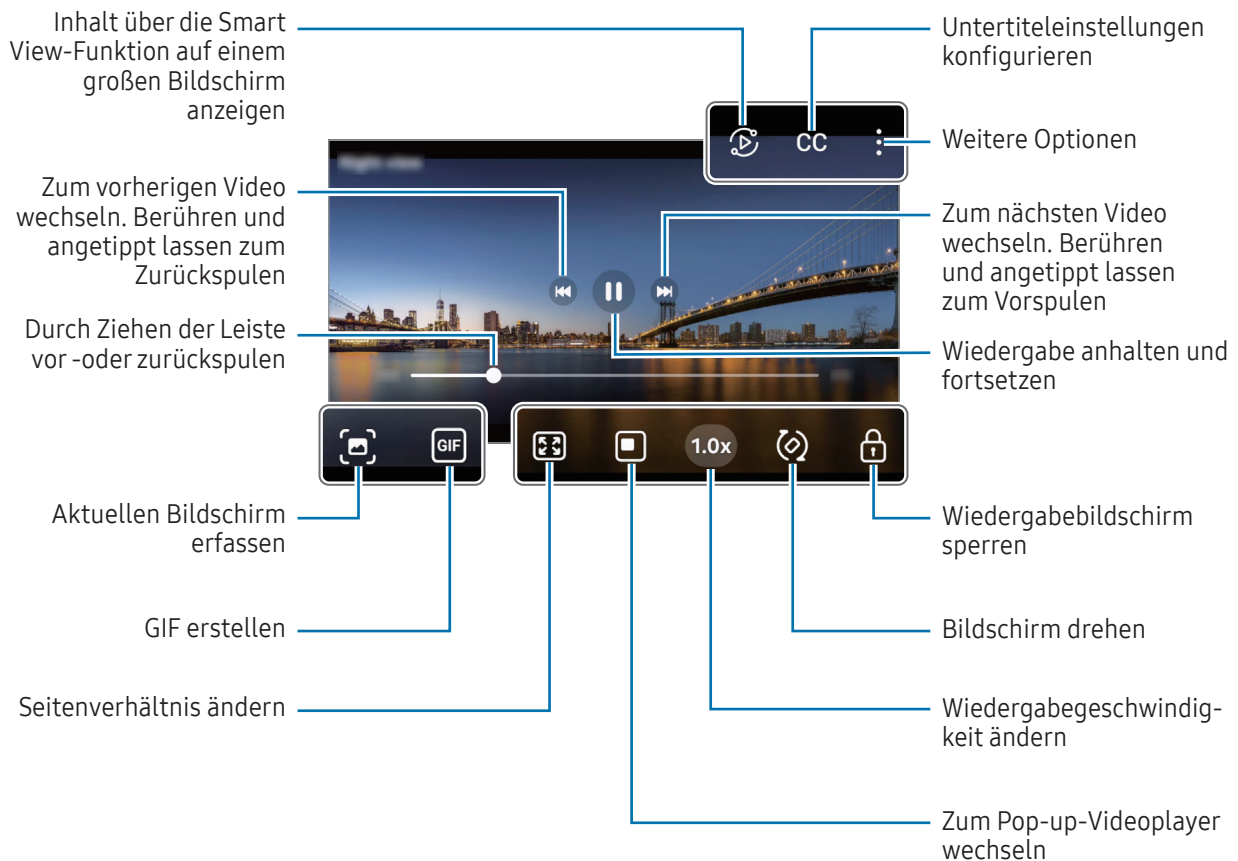 Inhalt über die Smart
View-Funktion auf einem
großen Bildschirm
anzeigen
Untertiteleinstellungen
konfigurieren
CC
Weitere Optionen
Zum vorherigen Video
wechseln. Berühren und
angetippt lassen zum
Zurückspulen
Zum nächsten Video
wechseln. Berühren
und angetippt lassen
zum Vorspulen
Durch Ziehen der Leiste
vor -oder zurückspulen
Wiedergabe anhalten und
fortsetzen
GIF
1.0x
Aktuellen Bildschirm
erfassen
Wiedergabebildschirm
sperren
GIF erstellen
Bildschirm drehen
Seitenverhältnis ändern
Wiedergabegeschwindig-
keit ändern
Zum Pop-up-Videoplayer
wechseln